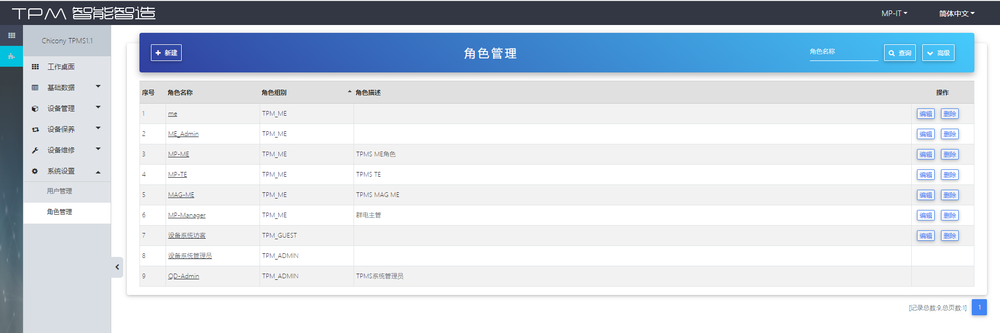 TPM 智能智造
MP-IT
简体中文
Chicony TPMS1.1
工作桌面
基础数据
设备管理
设备保养
设备维修
系统设置
用户管理
角色管理
新建
角色管理
角色名称
查询
高级
序号 角色名称 角色组别 角色描述 操作
1 me TPM_ME 编辑 删除
2 ME_Admin TPM_ME 编辑 删除
3 MP-ME TPM_ME TPMS ME角色 编辑 删除
4 MP-TE TPM_ME TPMS TE 编辑 删除
5 MAG-ME TPM_ME TPMS MAG ME 编辑 删除
6 MP-Manager TPM_ME 群电主管 编辑 删除
7 设备系统访客 TPM_GUEST 编辑 删除
8 设备系统管理员 TPM_ADMIN
9 QD-Admin TPM_ADMIN TPMS系统管理员
[记录总数:9,总页数:1] 1